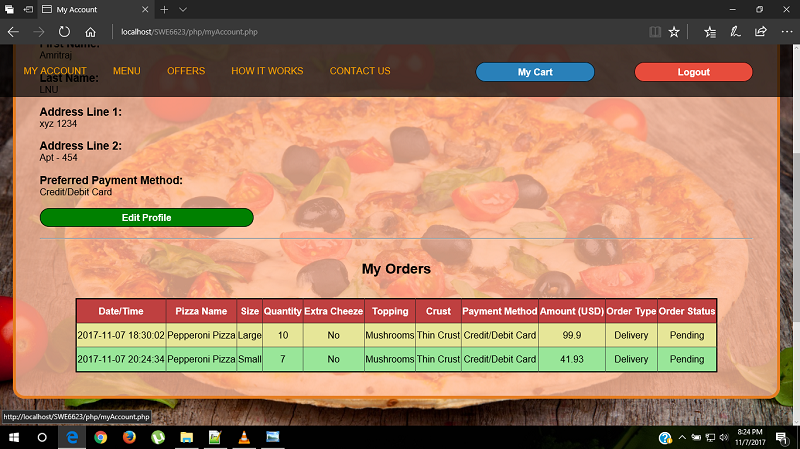 My Account
localhost/SWE6623/php/myAccount.php
First Name:
Amritraj
MY ACCOUNT MENU OFFERS HOW IT WORKS CONTACT US My Cart Logout
Last Name:
LNU
Address Line 1:
xyz 1234
Address Line 2:
Apt - 454
Preferred Payment Method:
Credit/Debit Card
Edit Profile
My Orders
Date/Time Pizza Name Size Quantity Extra Cheeze Topping Crust Payment Method Amount (USD) Order Type Order Status
2017-11-07 18:30:02 Pepperoni Pizza Large 10 No Mushrooms Thin Crust Credit/Debit Card 99.9 Delivery Pending
2017-11-07 20:24:34 Pepperoni Pizza Small 7 No Mushrooms Thin Crust Credit/Debit Card 41.93 Delivery Pending
http://localhost/SWE6623/php/myAccount.php
8:24 PM
11/7/2017